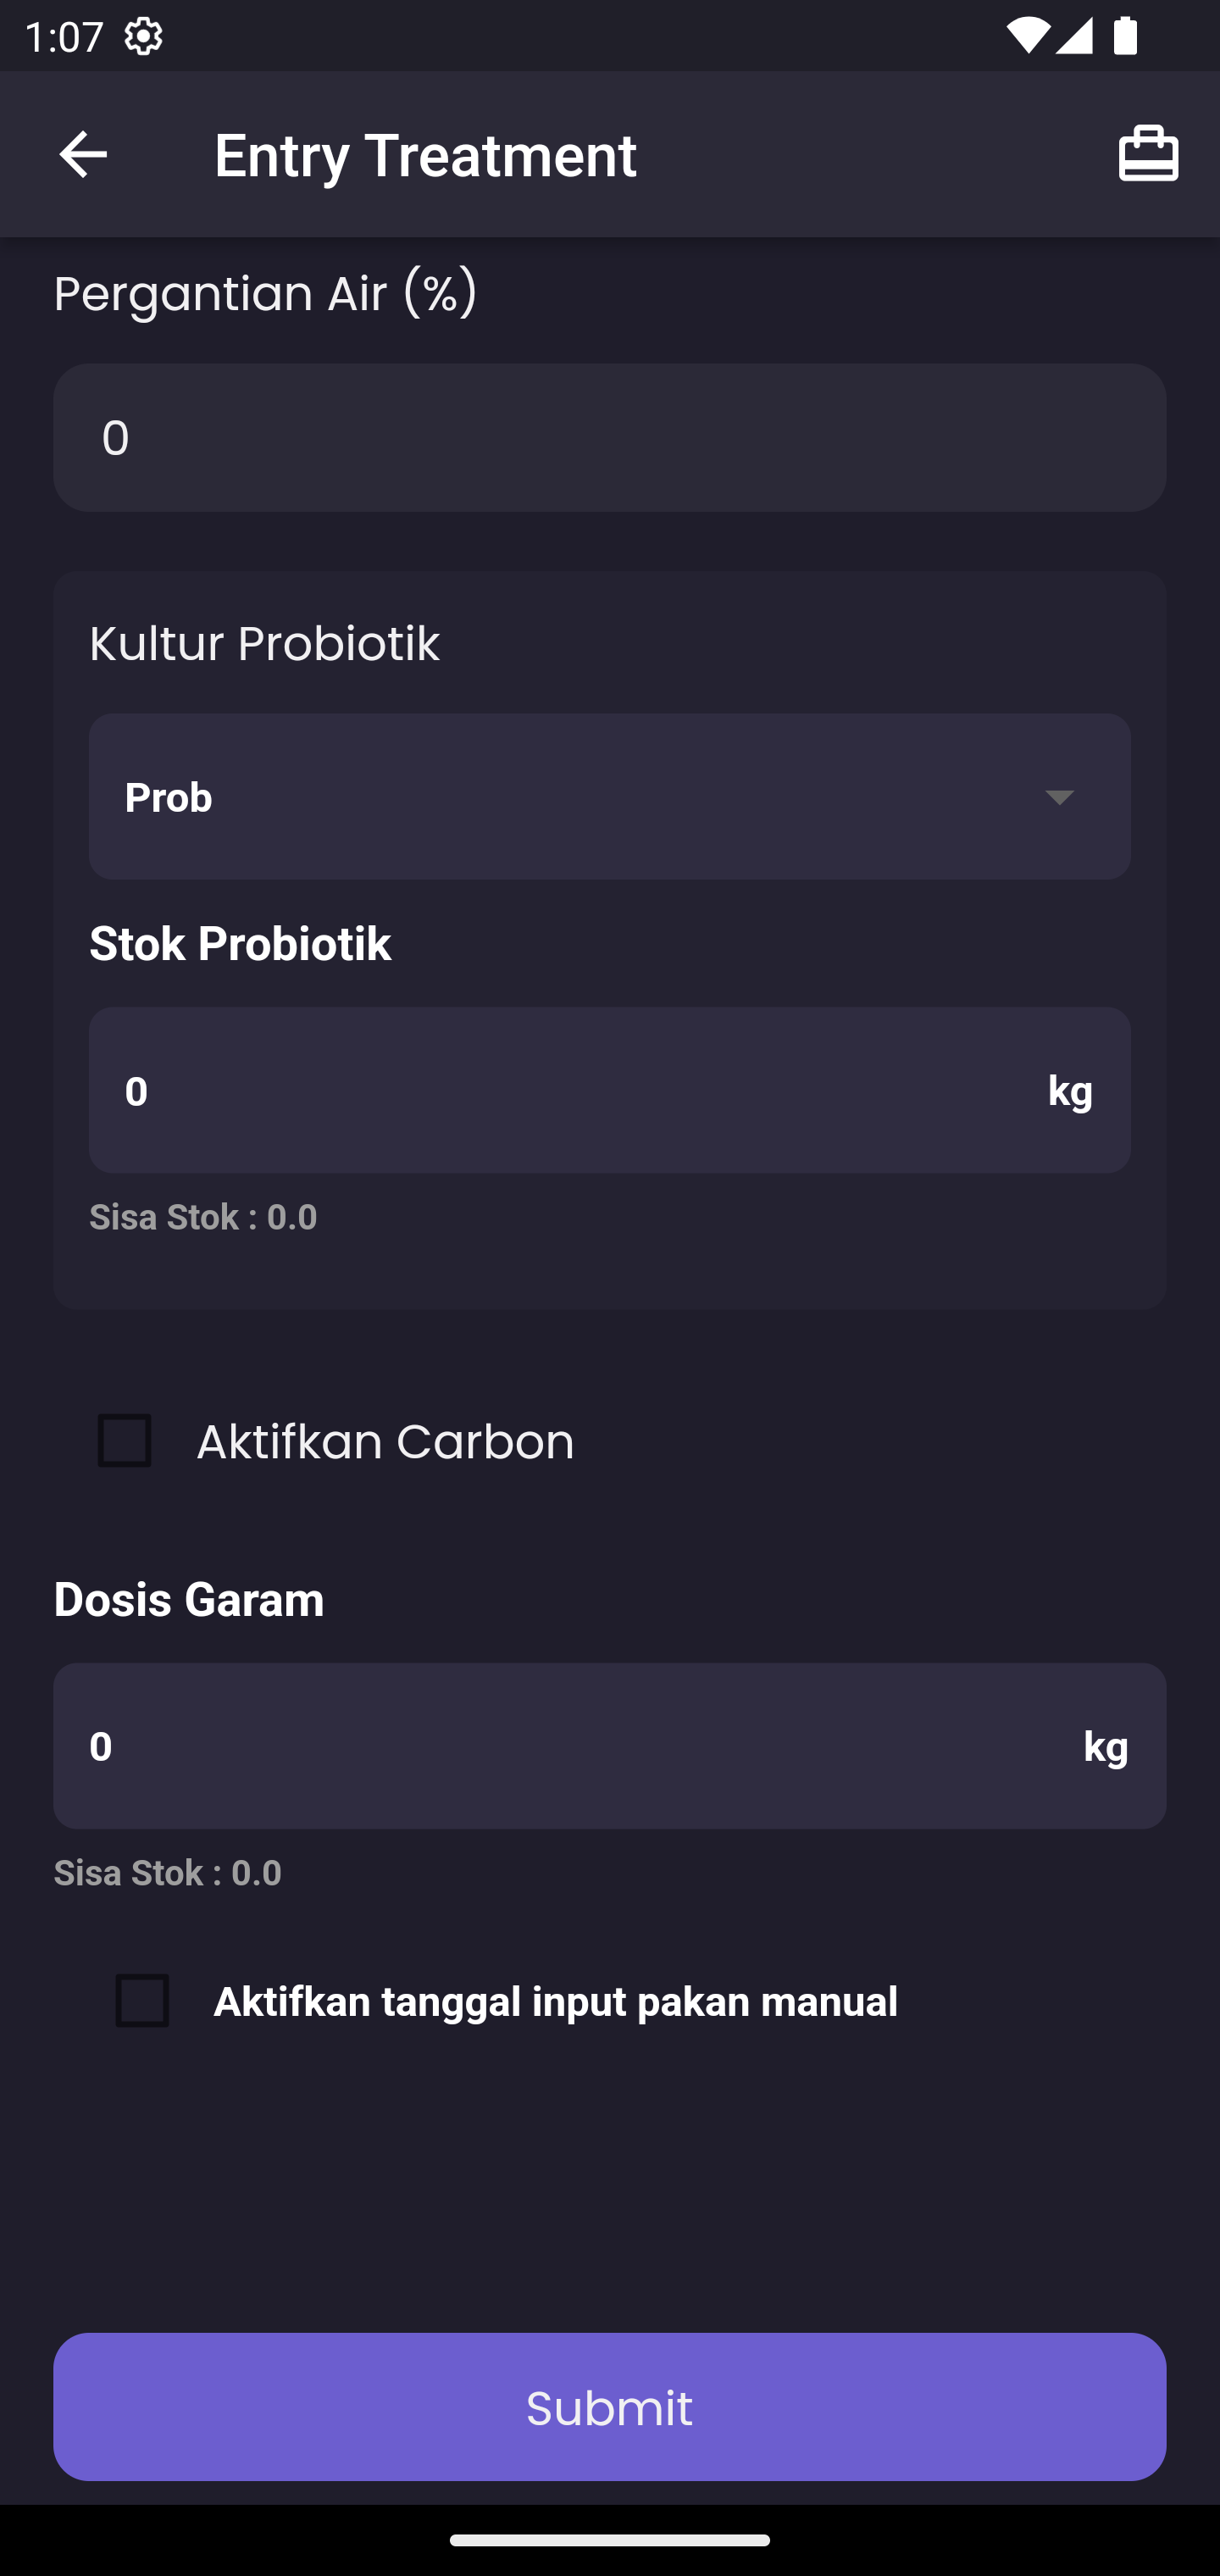 1:07
Entry Treatment
Pergantian Air (%)
0
Kultur Probiotik
Prob
Stok Probiotik
0 kg
Sisa Stok : 0.0
Aktifkan Carbon
Dosis Garam
0 kg
Sisa Stok : 0.0
Aktifkan tanggal input pakan manual
Submit